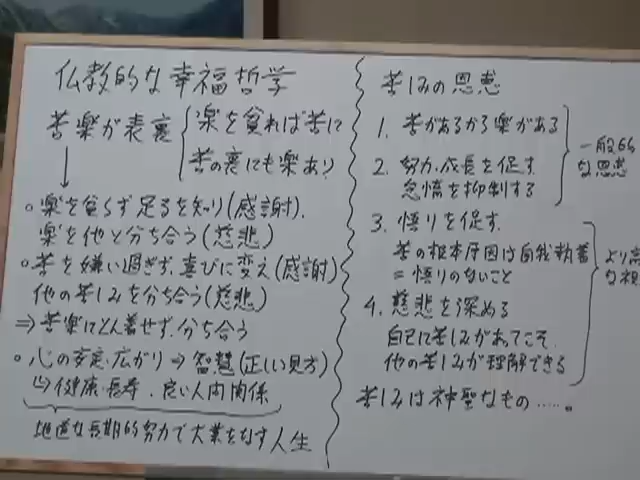 仏教的な幸福哲学
苦楽が表裏
楽を貪れば苦に
苦の裏にも楽あり
○楽を貪らず足るを知り(感謝).
楽を他と分ち合う(慈悲)
○苦を嫌い過ぎず、喜びに変え(感謝)
他の苦しみを分ち合う(慈悲)
⇒苦楽にとん着せず.分ち合う
○心の安定・広がり⇒智慧(正しい見方)
⇒健康・長寿.良い人間関係
地道な長期的努力で大業をなす人生
苦しみの恩恵
1. 苦があるから楽がある
2. 努力.成長を促す.
怠惰を抑制する
一般的
な恩恵
3. 悟りを促す.
苦の根本原因は自我執着
=悟りのないこと
4. 慈悲を深める
自己に苦しみがあってこそ.
他の苦しみが理解できる
より高
な視
苦しみは神聖なもの……。